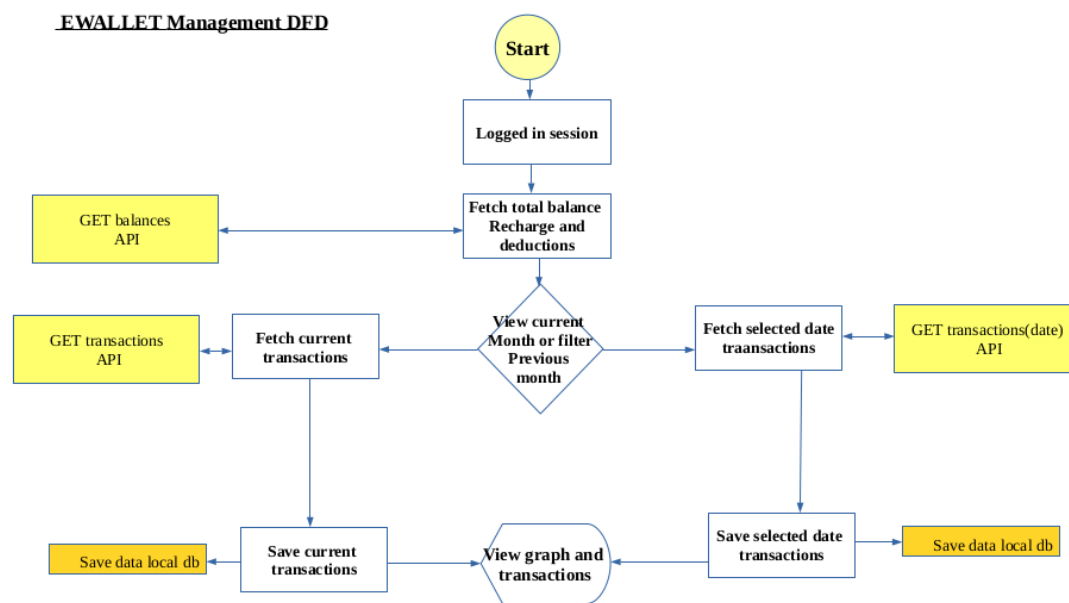 EWALLET Management DFD
Start
Logged in session
Fetch total balance
Recharge and
deductions
GET balances
API
View current
Month or filter
Previous
month
Fetch current
transactions
GET transactions
API
Fetch selected date
traansactions
GET transactions(date)
API
Save current
transactions
Save data local db
View graph and
transactions
Save selected date
transactions
Save data local db